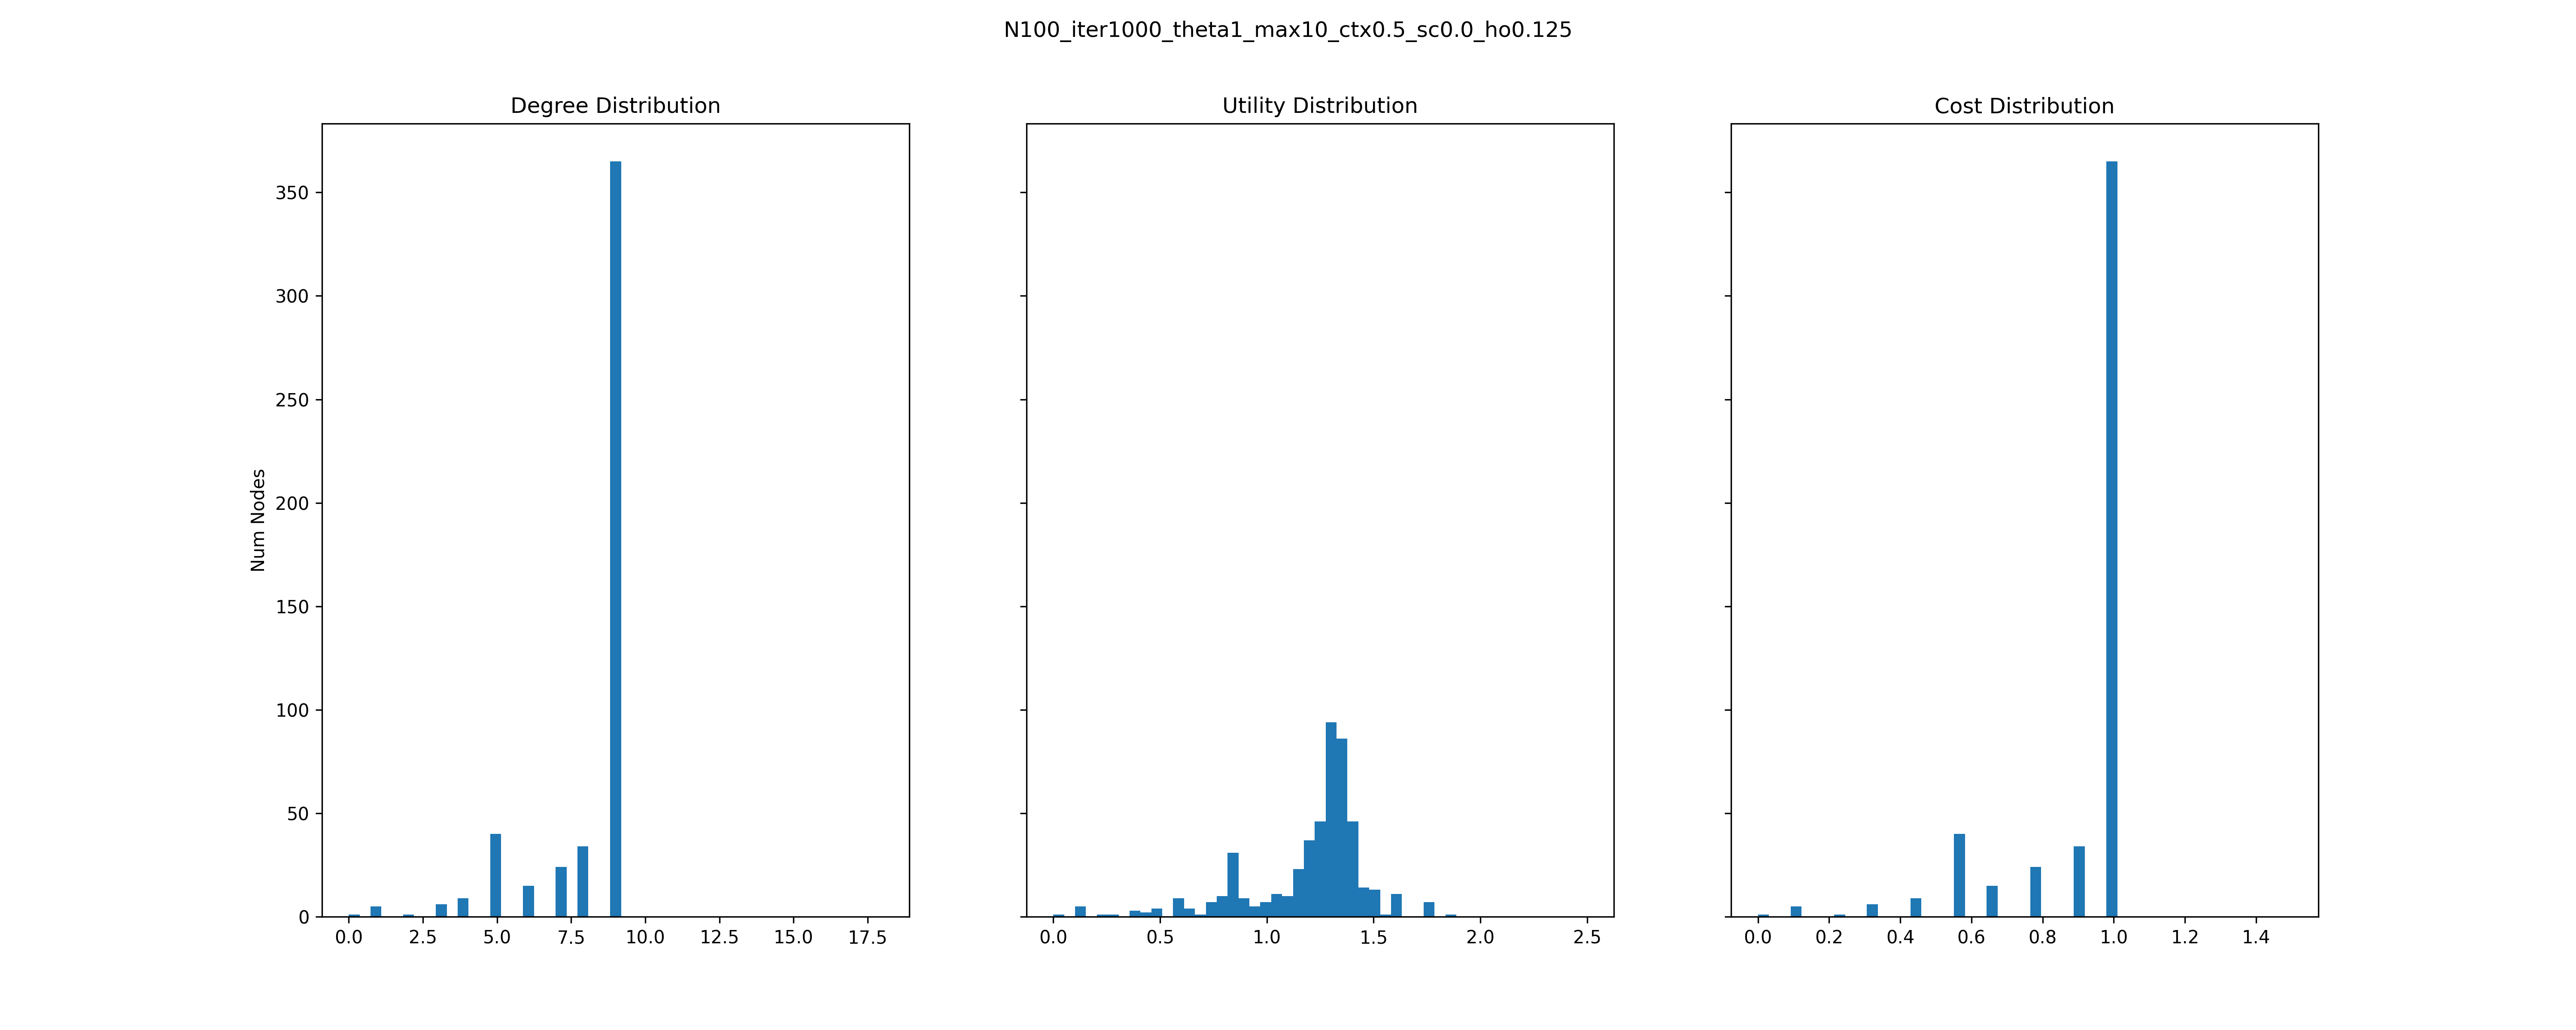 N100_iter1000_theta1_max10_ctx0.5_sc0.0_ho0.125
Degree Distribution
Num Nodes
350
300
250
200
150
100
50
0
0.0 2.5 5.0 7.5 10.0 12.5 15.0 17.5
Utility Distribution
0.0 0.5 1.0 1.5 2.0 2.5
Cost Distribution
0.0 0.2 0.4 0.6 0.8 1.0 1.2 1.4